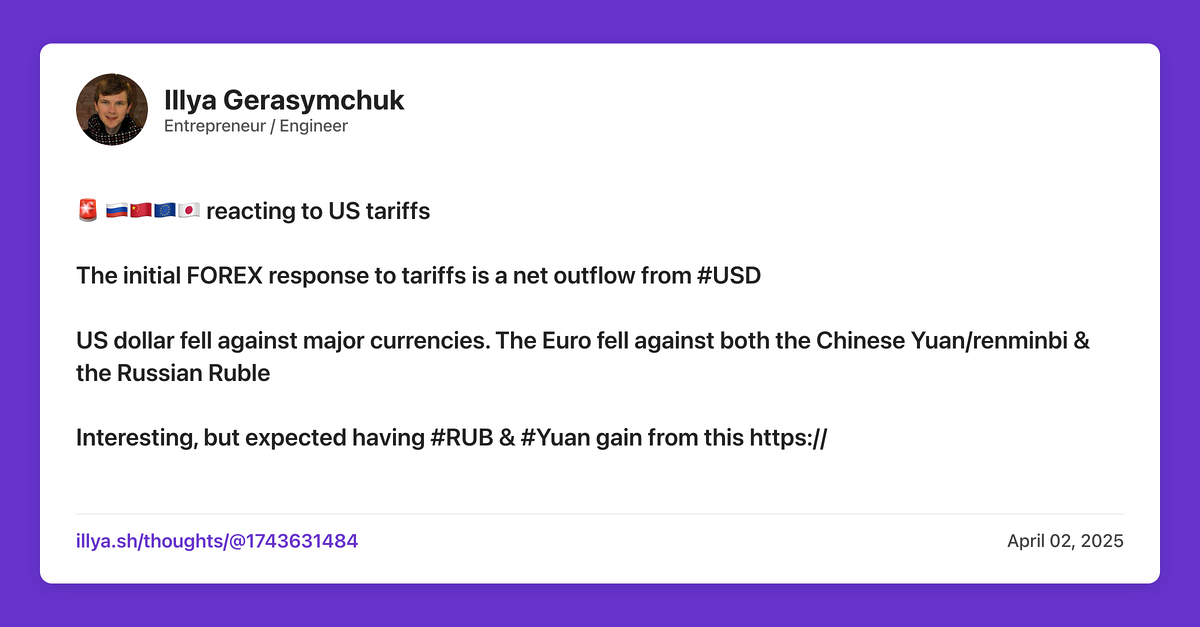 Illya Gerasymchuk
Entrepreneur / Engineer
🚨 🇷🇺🇨🇳🇪🇺🇯🇵 reacting to US tariffs
The initial FOREX response to tariffs is a net outflow from #USD
US dollar fell against major currencies. The Euro fell against both the Chinese Yuan/renminbi &
the Russian Ruble
Interesting, but expected having #RUB & #Yuan gain from this https://
illya.sh/thoughts/@1743631484
April 02, 2025